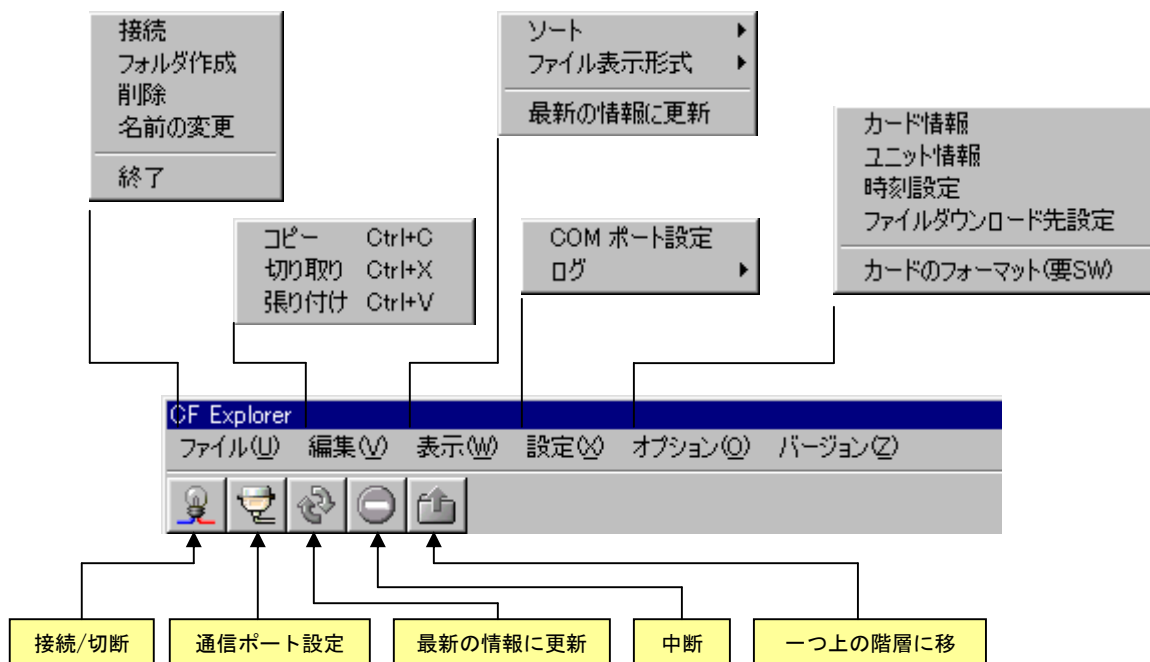 接続
フォルダ作成
削除
名前の変更
終了
ソート
ファイル表示形式
最新の情報に更新
カード情報
ユニット情報
時刻設定
ファイルダウンロード先設定
カードのフォーマット(要SW)
コピー Ctrl+C
切り取り Ctrl+X
張り付け Ctrl+V
COM ポート設定
ログ
CF Explorer
ファイル(U) 編集(V) 表示(W) 設定(X) オプション(O) バージョン(Z)
接続/切断
通信ポート設定
最新の情報に更新
中断
一つ上の階層に移